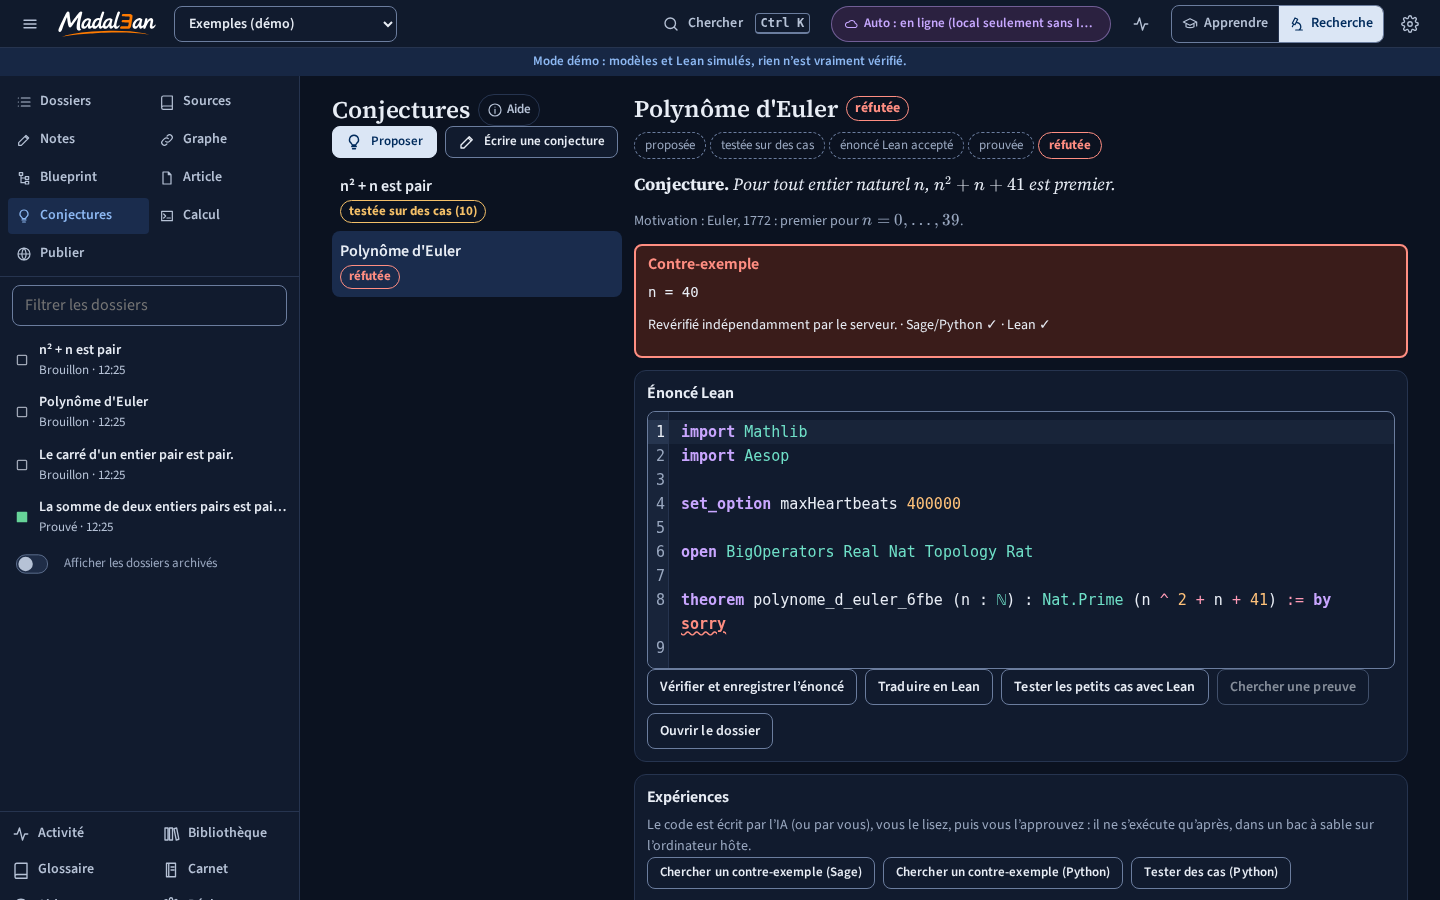 Madal3an
Exemples (démo)
Chercher
Ctrl K
Auto : en ligne (local seulement sans I…
Apprendre
Recherche
Mode démo : modèles et Lean simulés, rien n’est vraiment vérifié.
Dossiers
Sources
Notes
Graphe
Blueprint
Article
Conjectures
Calcul
Publier
Filtrer les dossiers
n² + n est pair
Brouillon · 12:25
Polynôme d'Euler
Brouillon · 12:25
Le carré d'un entier pair est pair.
Brouillon · 12:25
La somme de deux entiers pairs est pai…
Prouvé · 12:25
Afficher les dossiers archivés
Activité
Bibliothèque
Glossaire
Carnet
Conjectures
Aide
Proposer
Écrire une conjecture
n² + n est pair
testée sur des cas (10)
Polynôme d'Euler
réfutée
Polynôme d'Euler réfutée
proposée testée sur des cas énoncé Lean accepté prouvée réfutée
Conjecture. Pour tout entier naturel n, n² + n + 41 est premier.
Motivation : Euler, 1772 : premier pour n = 0, … , 39.
Contre-exemple
n = 40
Revérifié indépendamment par le serveur. · Sage/Python ✓ · Lean ✓
Énoncé Lean
1 import Mathlib
2 import Aesop
3
4 set_option maxHeartbeats 400000
5
6 open BigOperators Real Nat Topology Rat
7
8 theorem polynome_d_euler_6fbe (n : ℕ) : Nat.Prime (n ^ 2 + n + 41) := by
sorry
9
Vérifier et enregistrer l’énoncé
Traduire en Lean
Tester les petits cas avec Lean
Chercher une preuve
Ouvrir le dossier
Expériences
Le code est écrit par l’IA (ou par vous), vous le lisez, puis vous l’approuvez : il ne s’exécute qu’après, dans un bac à sable sur
l’ordinateur hôte.
Chercher un contre-exemple (Sage)
Chercher un contre-exemple (Python)
Tester des cas (Python)